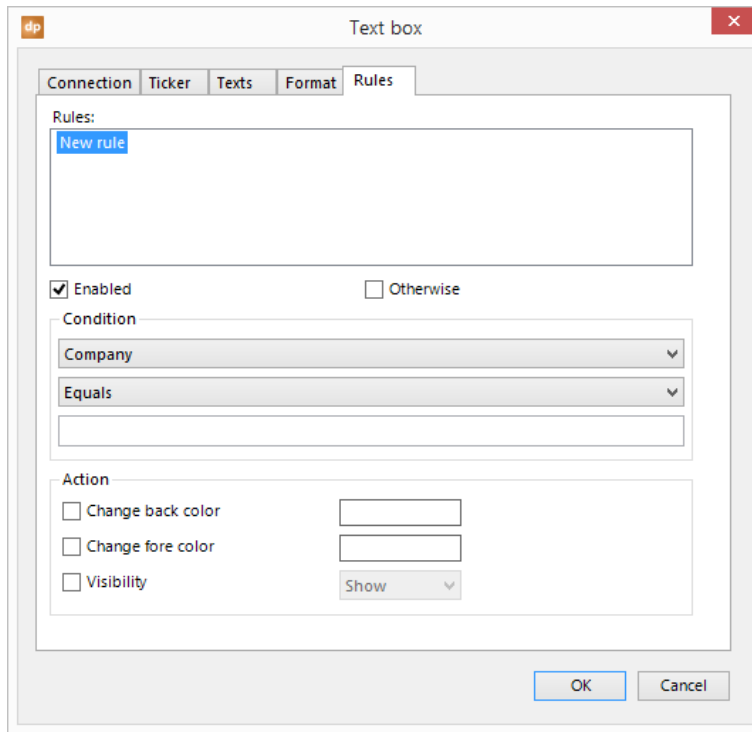 dp
Text box
Connection Ticker Texts Format Rules
Rules:
New rule
Enabled Otherwise
Condition
Company
Equals
Action
Change back color
Change fore color
Visibility Show
OK Cancel